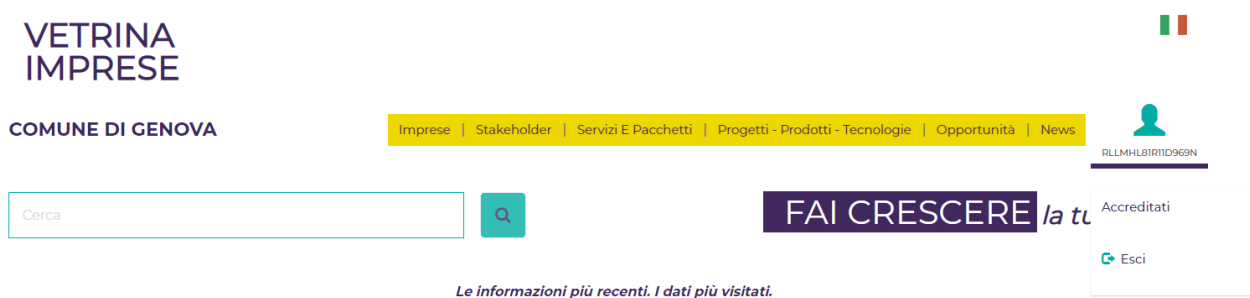 VETRINA
IMPRESE
COMUNE DI GENOVA
Imprese | Stakeholder | Servizi E Pacchetti | Progetti - Prodotti - Tecnologie | Opportunità | News
RLLMHL81R11D969N
Cerca
FAI CRESCERE la tu
Accreditati
Esci
Le informazioni più recenti. I dati più visitati.